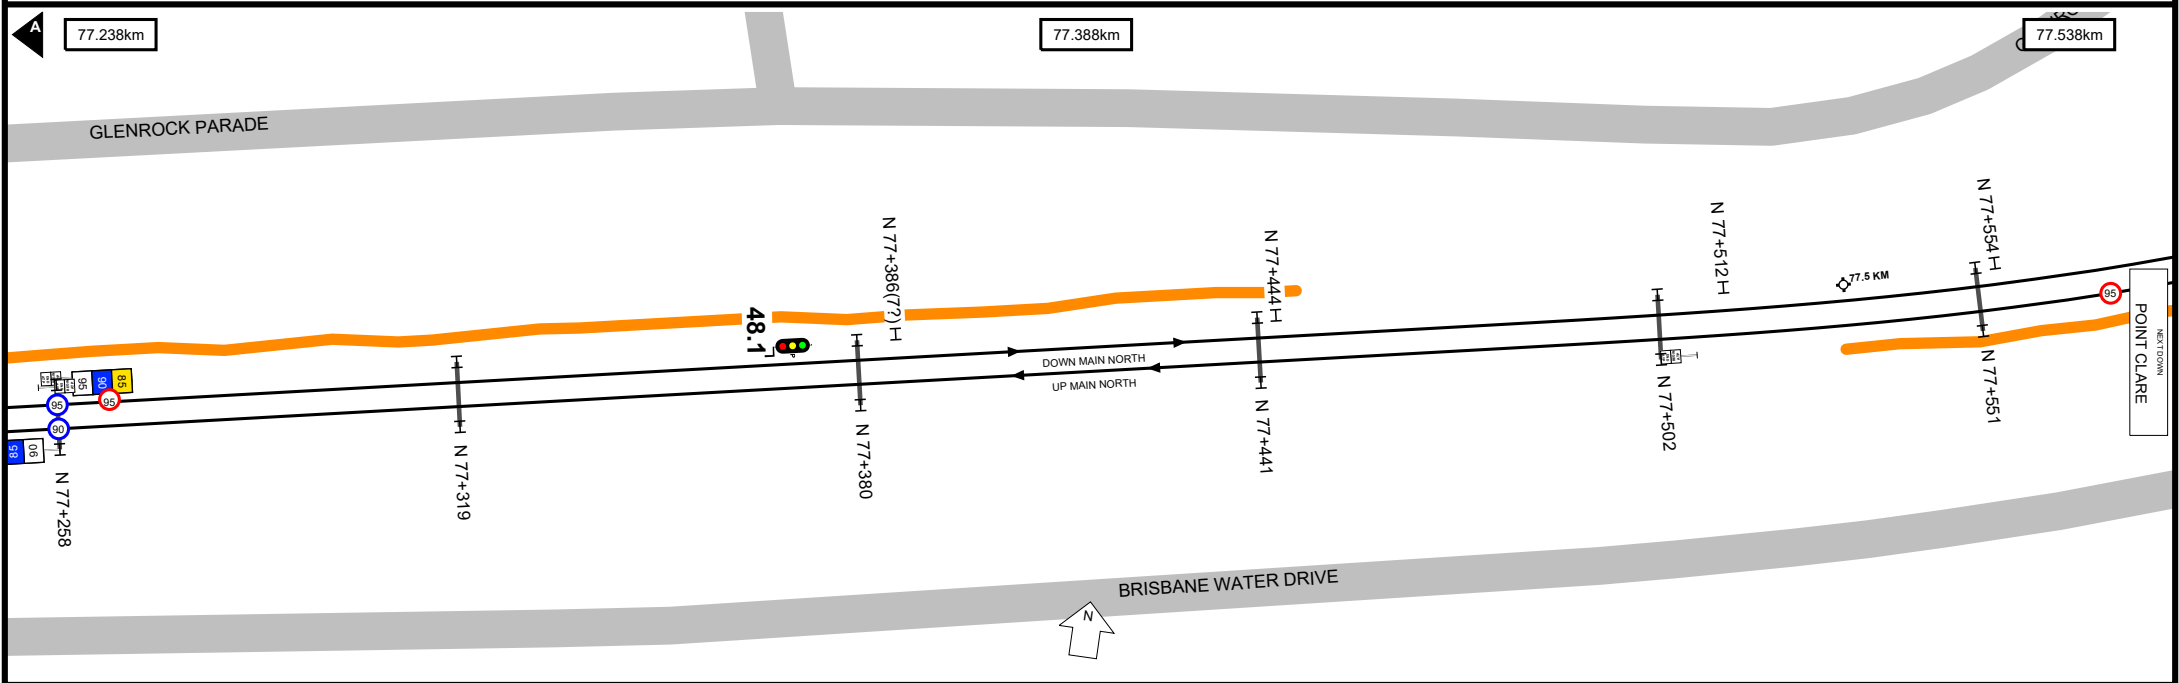 A
77.238km
77.388km
77.538km
GLENROCK PARADE
N 77+386(??) H
N 77+444 H
N 77+512 H
N 77+554 H
77.5 KM
48.1
P
DOWN MAIN NORTH
UP MAIN NORTH
95
90
85
95
95
90
85
90
95
NEXT DOWN
POINT CLARE
N 77+258
N 77+319
N 77+380
N 77+441
N 77+502
N 77+551
BRISBANE WATER DRIVE
N